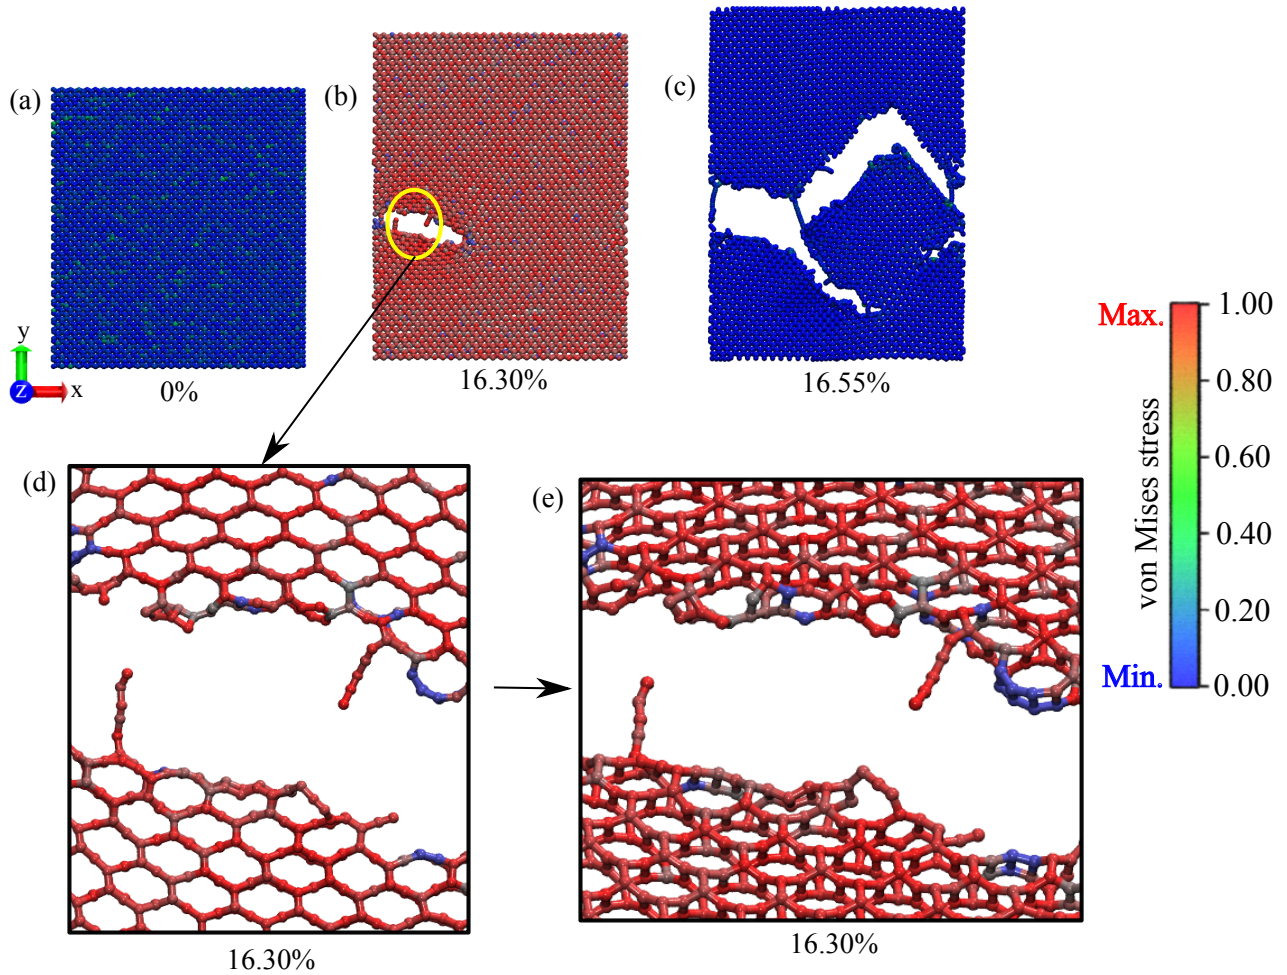 (a)
(b)
(c)
y
z
x
0%
16.30%
16.55%
(d)
(e)
16.30%
16.30%
Max.
Min.
von Mises stress
1.00
0.80
0.60
0.40
0.20
0.00